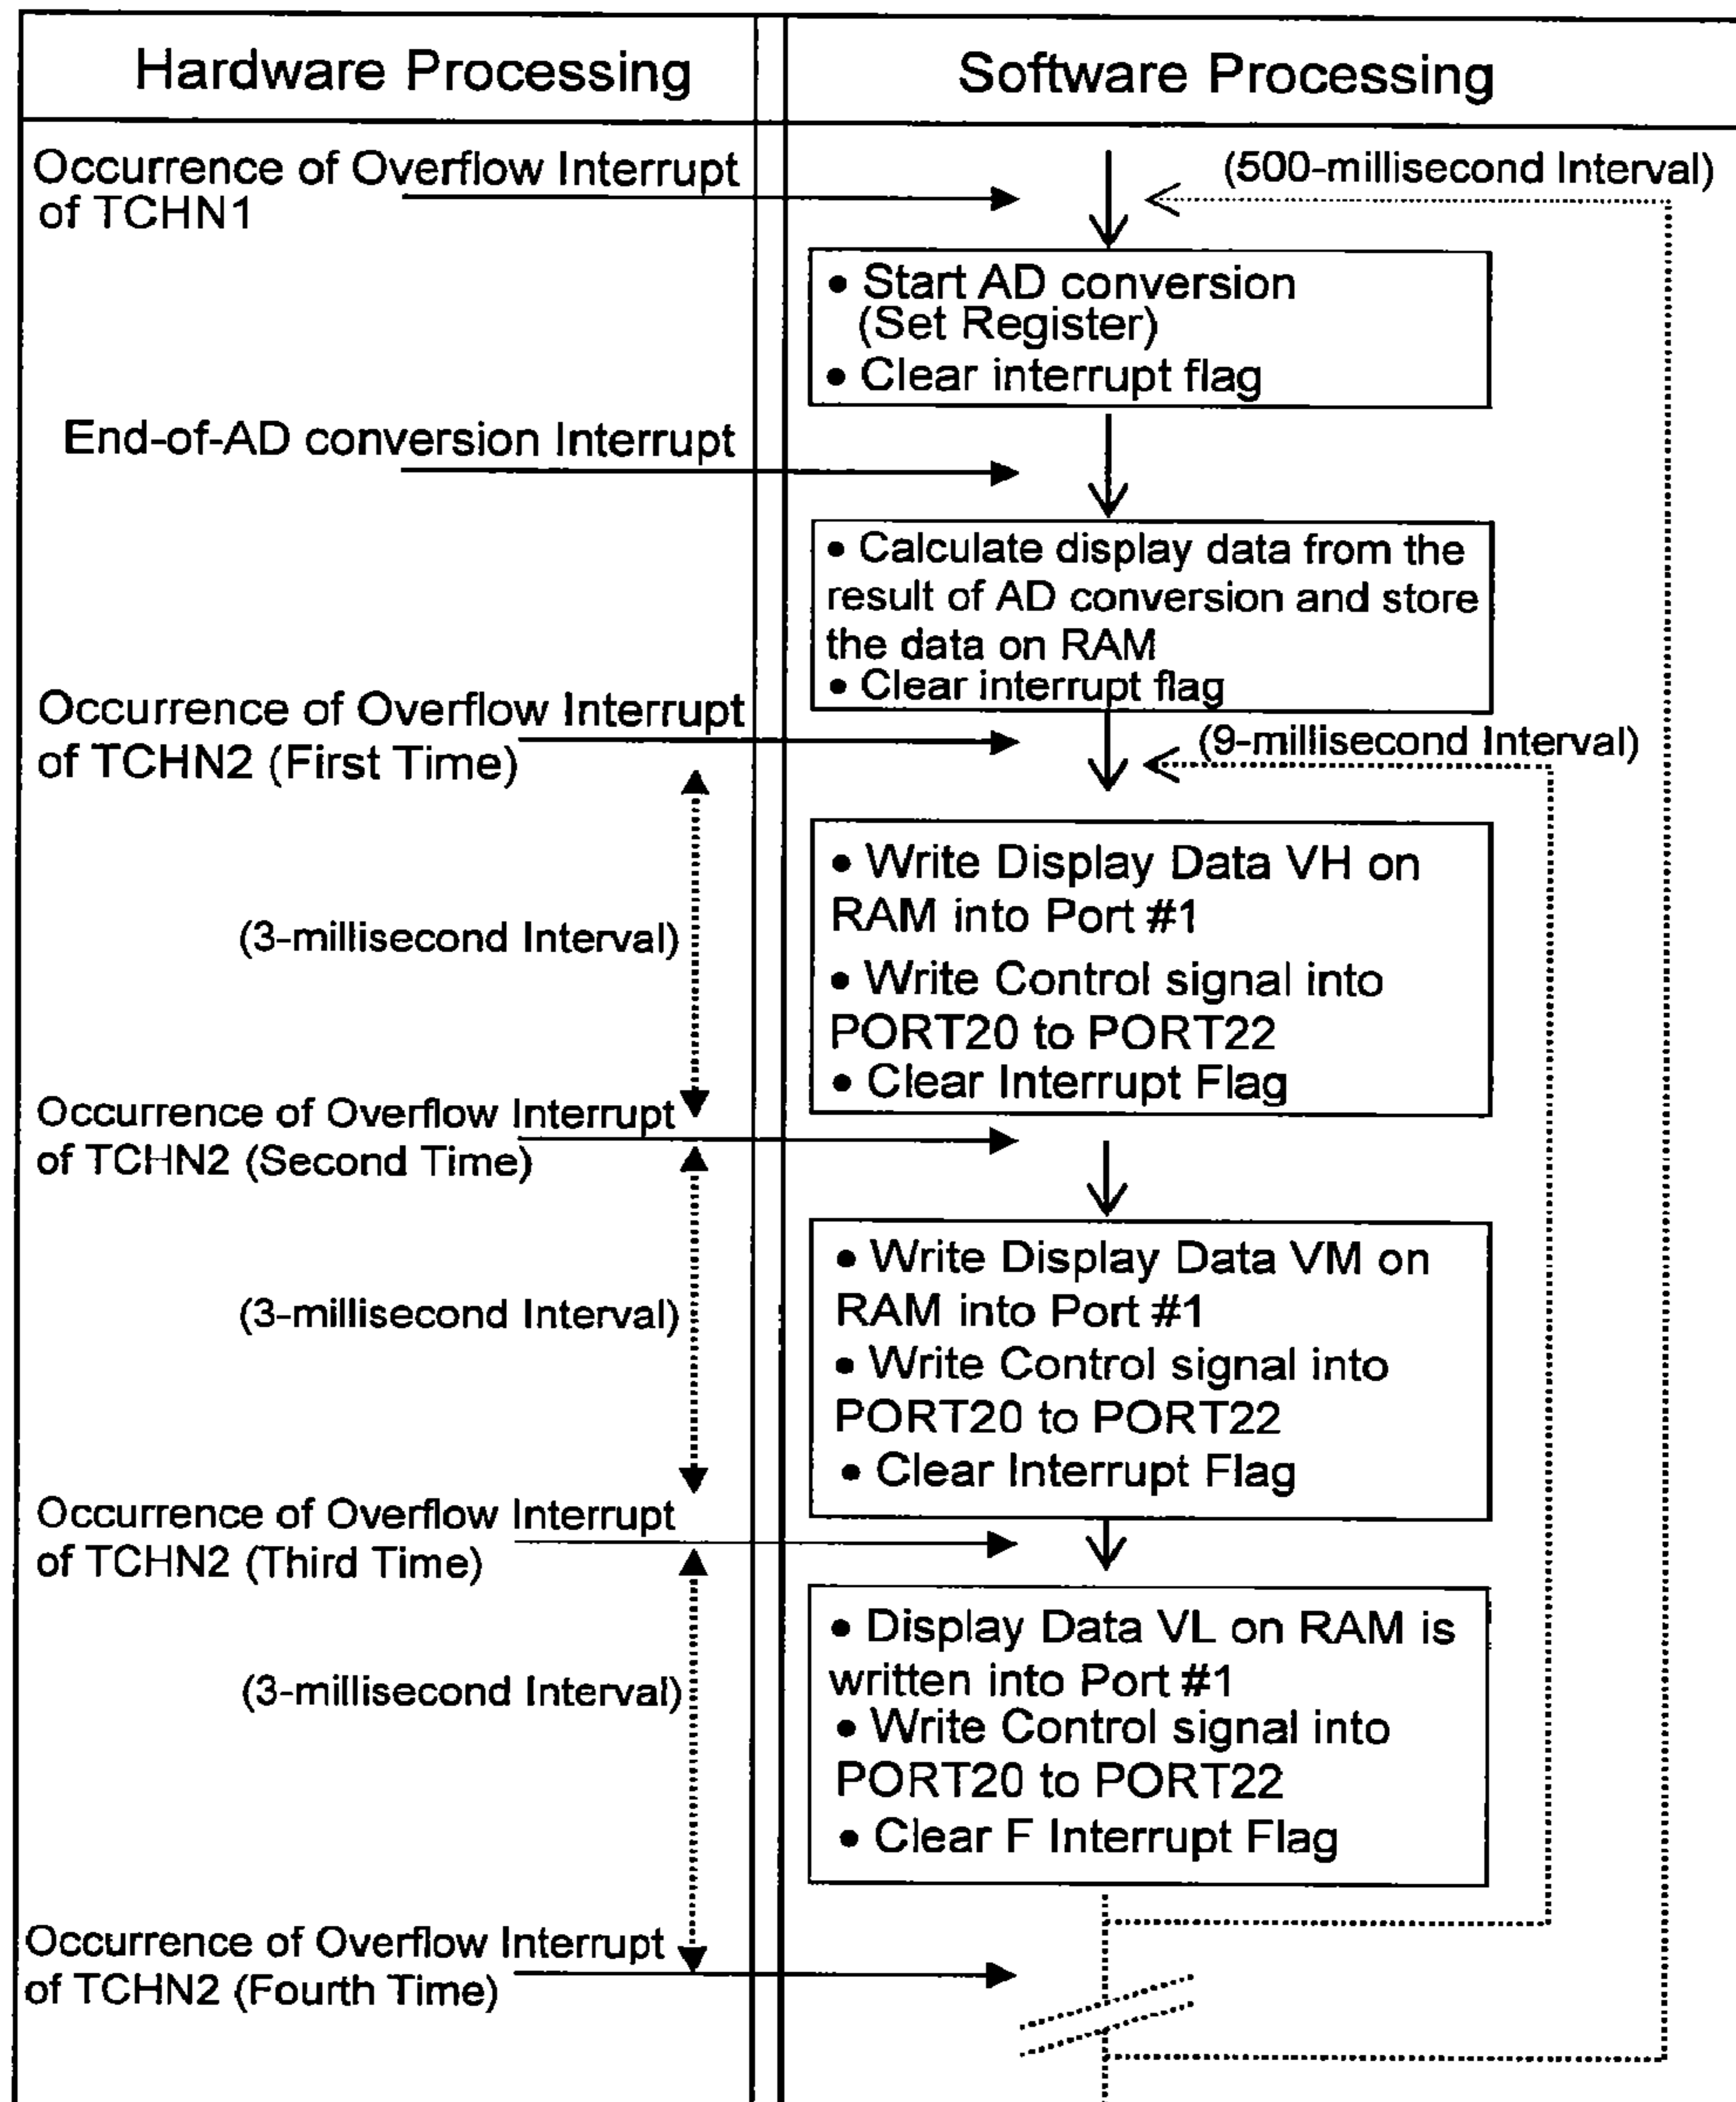 Hardware Processing
Software Processing
Occurrence of Overflow Interrupt
of TCHN1
(500-millisecond Interval)
• Start AD conversion
(Set Register)
• Clear interrupt flag
End-of-AD conversion Interrupt
• Calculate display data from the
result of AD conversion and store
the data on RAM
• Clear interrupt flag
Occurrence of Overflow Interrupt
of TCHN2 (First Time)
(9-millisecond Interval)
(3-millisecond Interval)
• Write Display Data VH on
RAM into Port #1
• Write Control signal into
PORT20 to PORT22
• Clear Interrupt Flag
Occurrence of Overflow Interrupt
of TCHN2 (Second Time)
(3-millisecond Interval)
• Write Display Data VM on
RAM into Port #1
• Write Control signal into
PORT20 to PORT22
• Clear Interrupt Flag
Occurrence of Overflow Interrupt
of TCHN2 (Third Time)
(3-millisecond Interval)
• Display Data VL on RAM is
written into Port #1
• Write Control signal into
PORT20 to PORT22
• Clear F Interrupt Flag
Occurrence of Overflow Interrupt
of TCHN2 (Fourth Time)